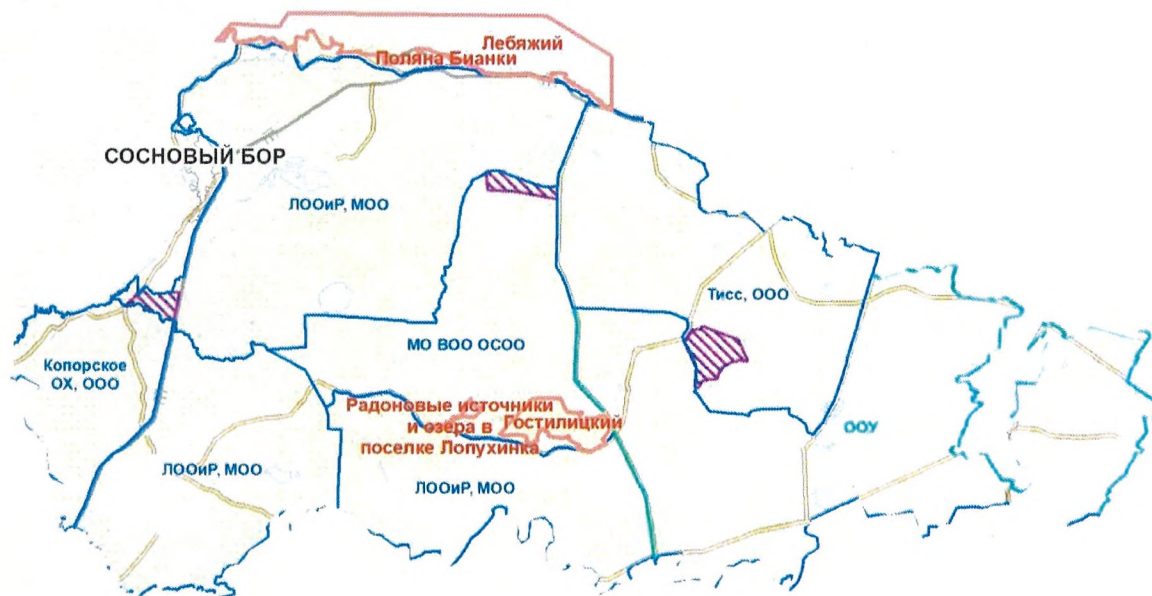 Лебяжий
Поляна Бианки
СОСНОВЫЙ БОР
ЛООиР, МОО
Тисс, ООО
МО ВОО ОСОО
Копорское
ОХ, ООО
Радоновые источники
и озера в
поселке Лопухинка
Гостилицкий
ООУ
ЛООиР, МОО
ЛООиР, МОО